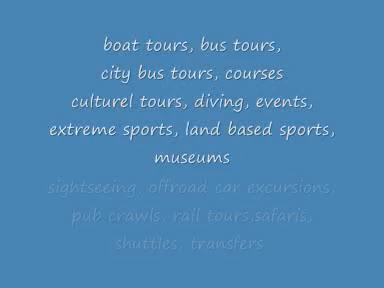 boat tours, bus tours,
city bus tours, courses
culturel tours, diving, events,
extreme sports, land based sports,
museums
sightseeing offroad car excursions,
pub crawls, rail tours,safaris,
shuttles, transfers